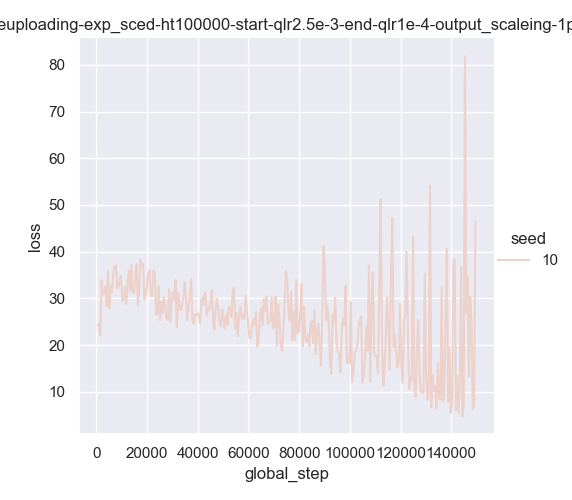 euploading-exp_sced-ht100000-start-qlr2.5e-3-end-qlr1e-4-output_scaleing-1p
80
70
60
50
40
30
20
10
loss
seed
10
0 20000 40000 60000 80000 100000 120000 140000
global_step